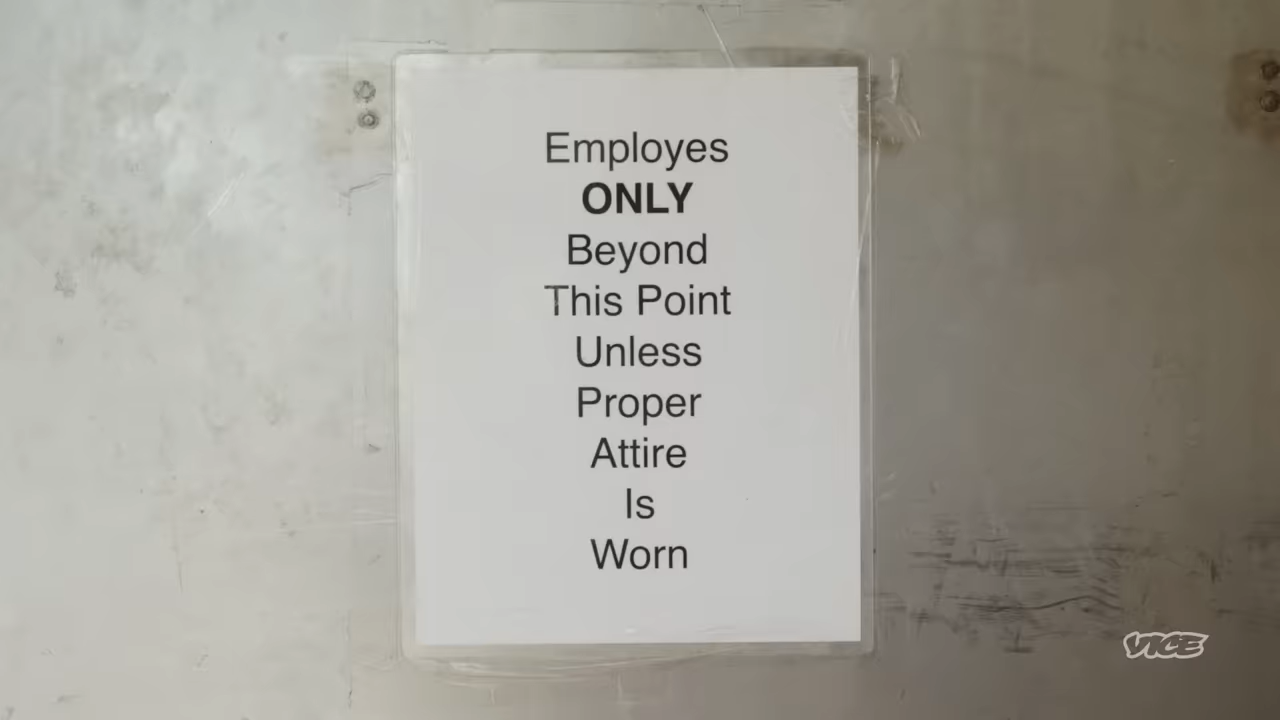 Employes
ONLY
Beyond
This Point
Unless
Proper
Attire
Is
Worn
VICE